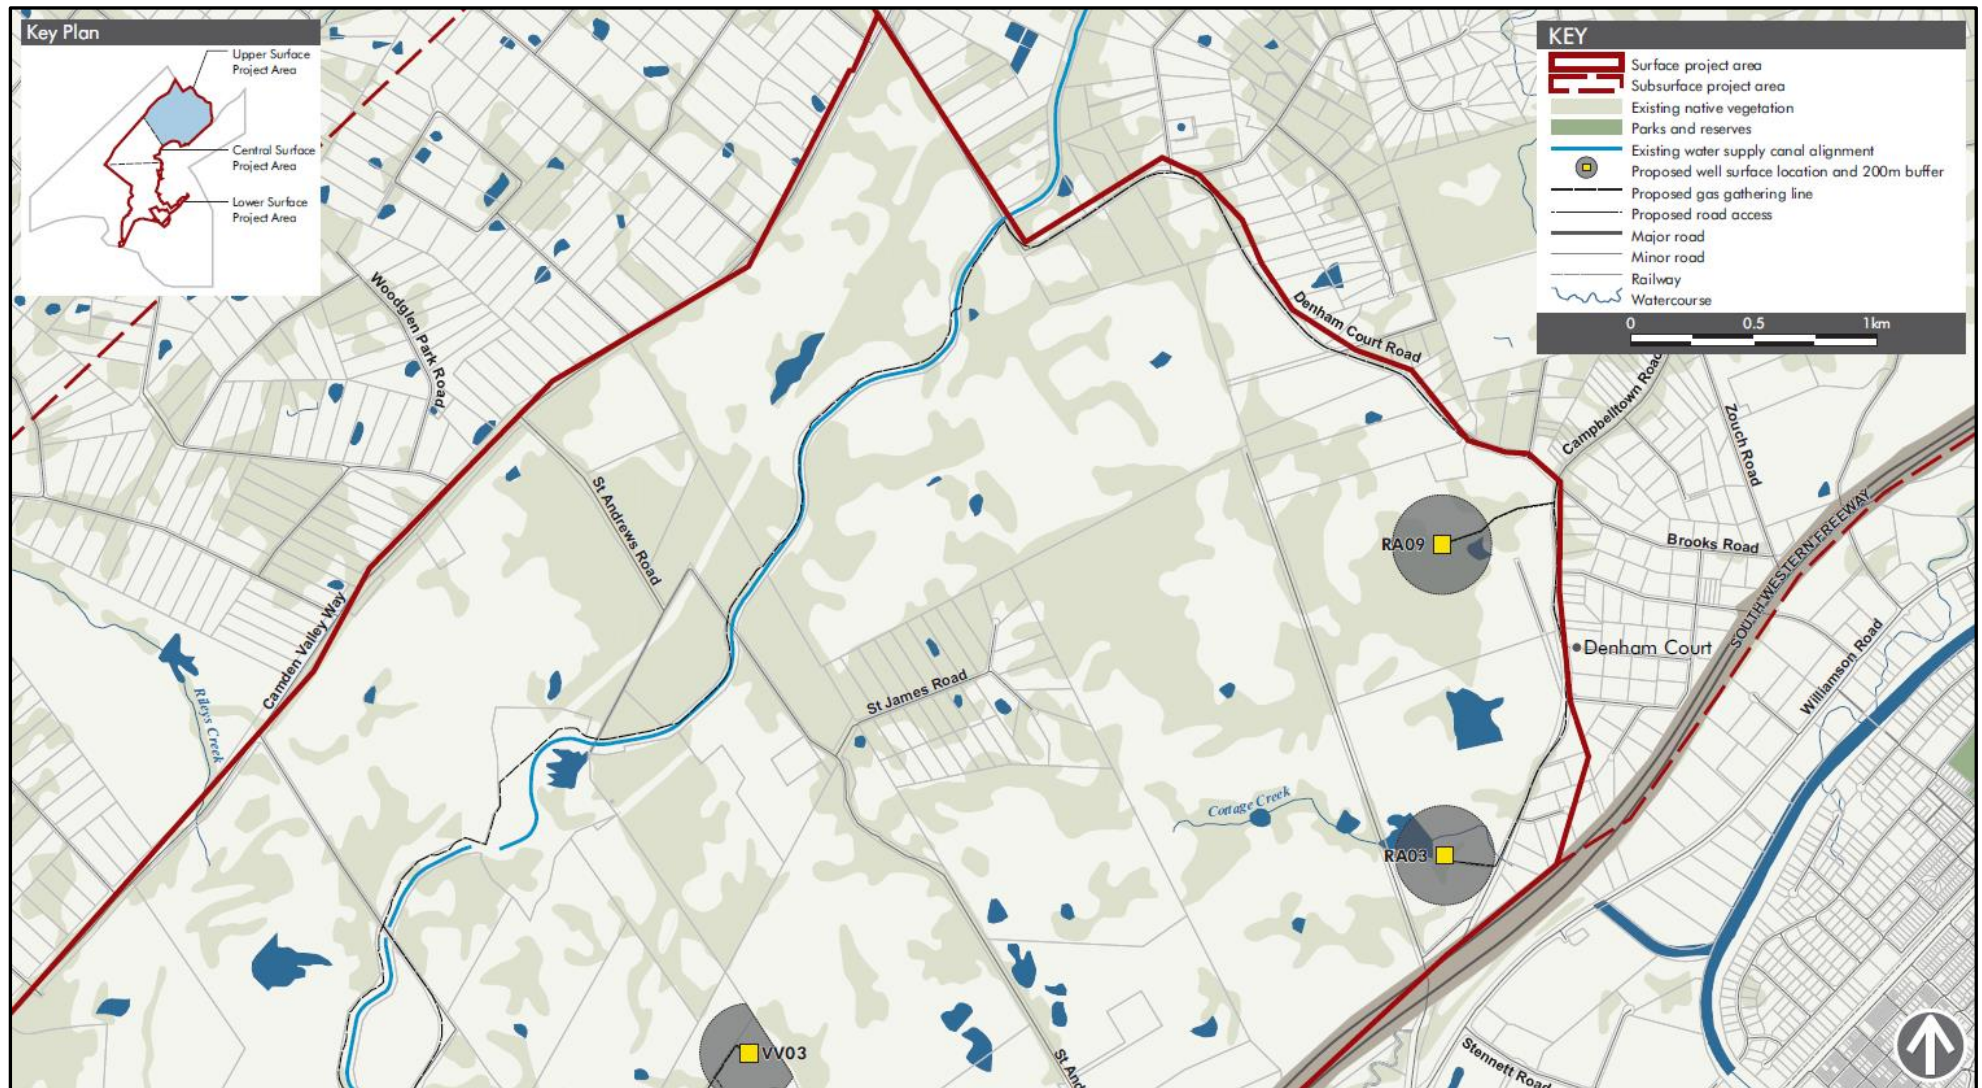 Key Plan
Upper Surface
Project Area
Central Surface
Project Area
Lower Surface
Project Area
KEY
Surface project area
Subsurface project area
Existing native vegetation
Parks and reserves
Existing water supply canal alignment
Proposed well surface location and 200m buffer
Proposed gas gathering line
Proposed road access
Major road
Minor road
Railway
Watercourse
0 0.5 1km
Woodglen Park Road
Denham Court Road
Campbelltown Road
Zouch Road
St Andrews Road
RA09
Brooks Road
SOUTH WESTERN FREEWAY
Camden Valley Way
Denham Court
Rileys Creek
St James Road
Williamson Road
Cottage Creek
RA03
VV03
St And
Stennett Road